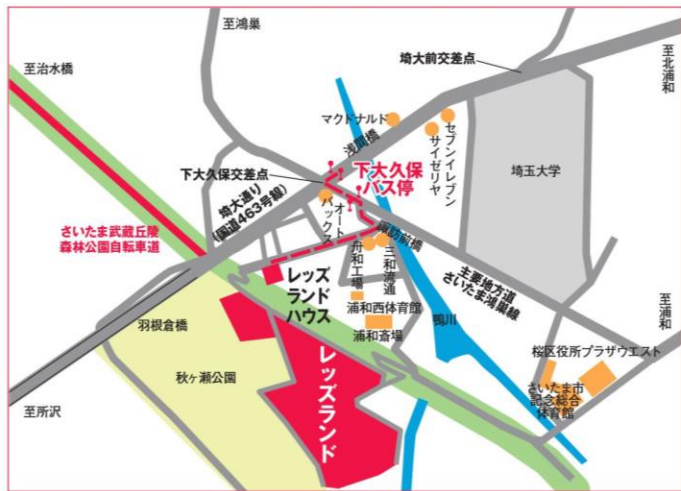 至鴻巣
至治水橋
埼大前交差点
至北浦和
マクドナルド
浅間橋
セブンイレブン
サイゼリヤ
埼玉大学
下大久保交差点
下大久保
バス停
埼大通り
(国道463号線)
オート
バックス
さいたま武蔵丘陵
森林公園自転車道
諏訪前橋
主要地方道
さいたま鴻巣線
レッズ
ランド
ハウス
舟和工場
三和流通
浦和西体育館
浦和斎場
鴨川
至浦和
羽根倉橋
秋ヶ瀬公園
レッズランド
桜区役所プラザウエスト
さいたま市
記念総合
体育館
至所沢